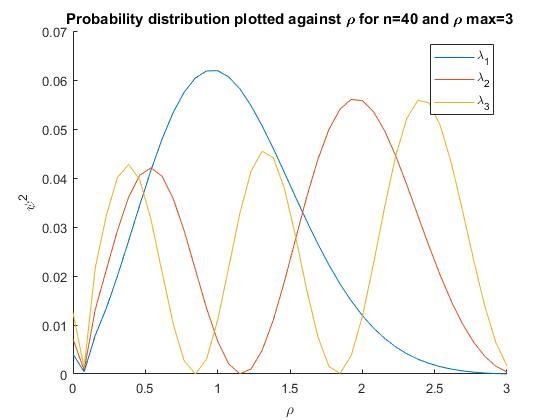 Probability distribution plotted against ρ for n=40 and ρ max=3
0.07
0.06
0.05
0.04
0.03
0.02
0.01
0
ψ²
λ₁
λ₂
λ₃
0 0.5 1 1.5 2 2.5 3
ρ